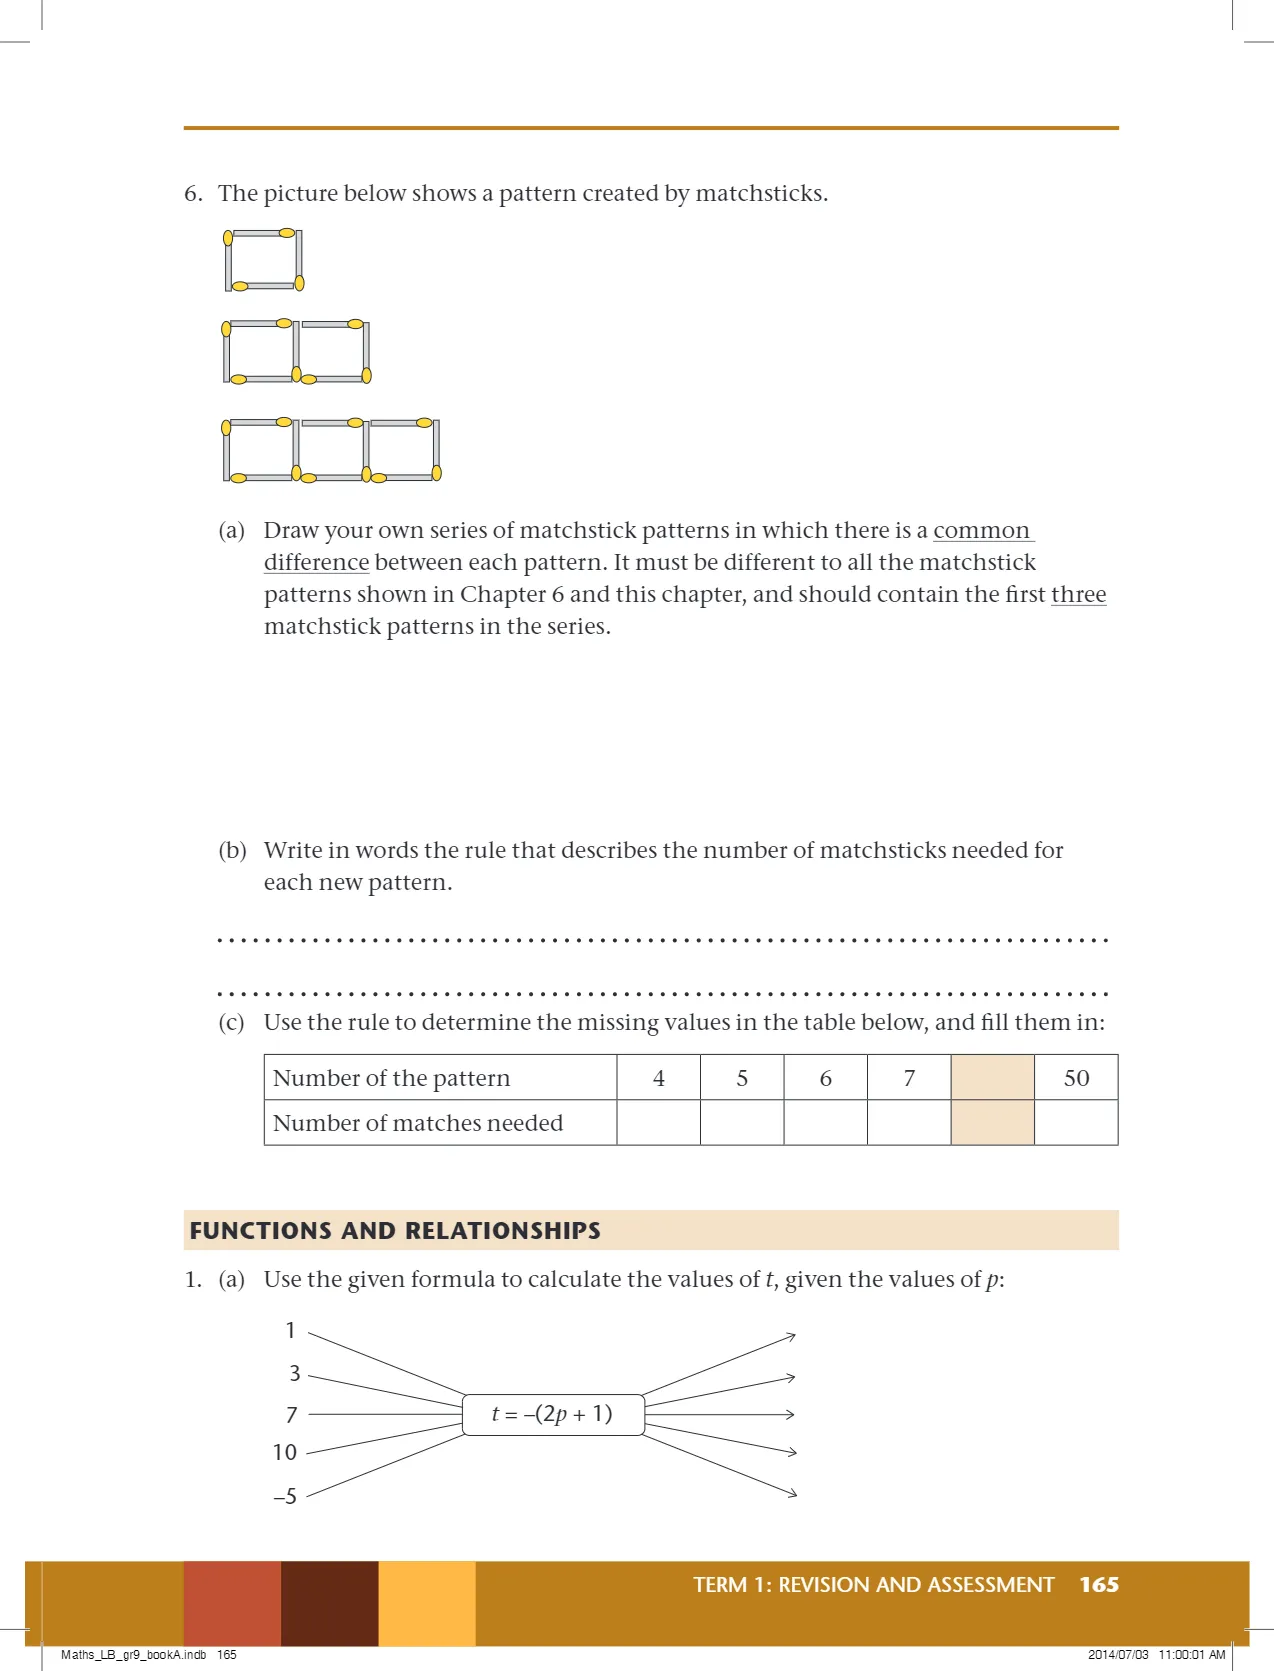 6. The picture below shows a pattern created by matchsticks.
(a) Draw your own series of matchstick patterns in which there is a common
difference between each pattern. It must be different to all the matchstick
patterns shown in Chapter 6 and this chapter, and should contain the first three
matchstick patterns in the series.
(b) Write in words the rule that describes the number of matchsticks needed for
each new pattern.
(c) Use the rule to determine the missing values in the table below, and fill them in:
Number of the pattern 4 5 6 7 50
Number of matches needed
FUNCTIONS AND RELATIONSHIPS
1. (a) Use the given formula to calculate the values of t, given the values of p:
1
3
7
t = –(2p + 1)
10
–5
TERM 1: REVISION AND ASSESSMENT 165
Maths_LB_gr9_bookA.indb 165
2014/07/03 11:00:01 AM